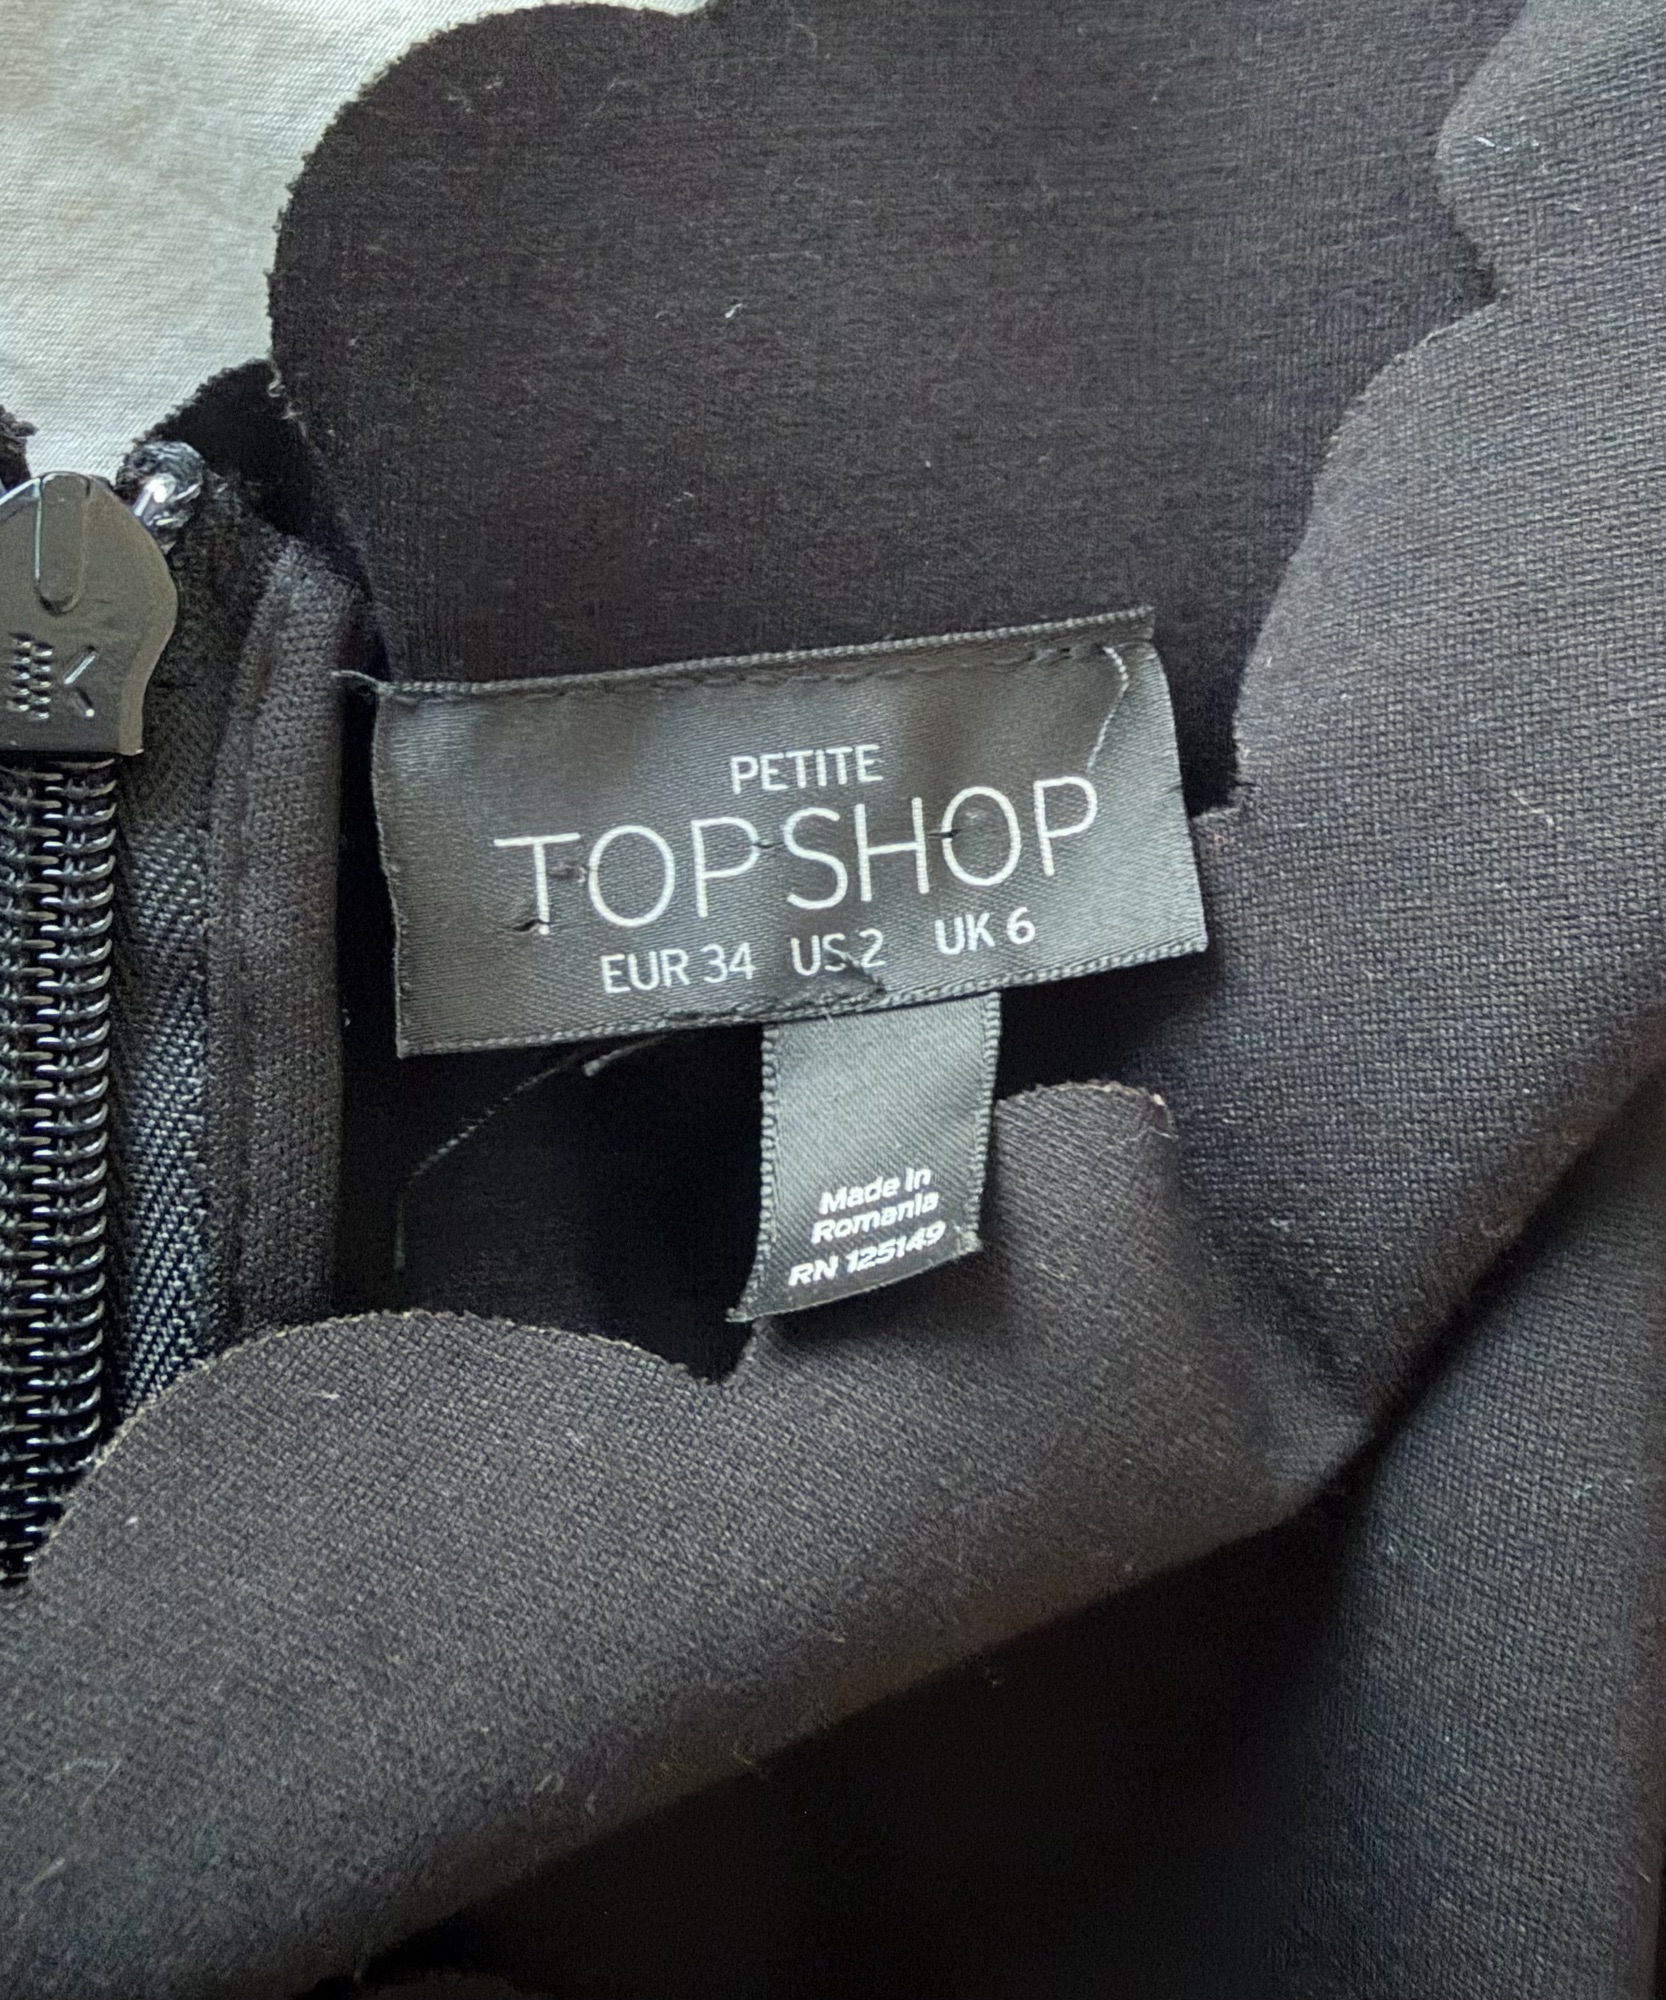 PETITE
TOPSHOP
EUR 34 US 2 UK 6
Made In
Romania
RN 125149